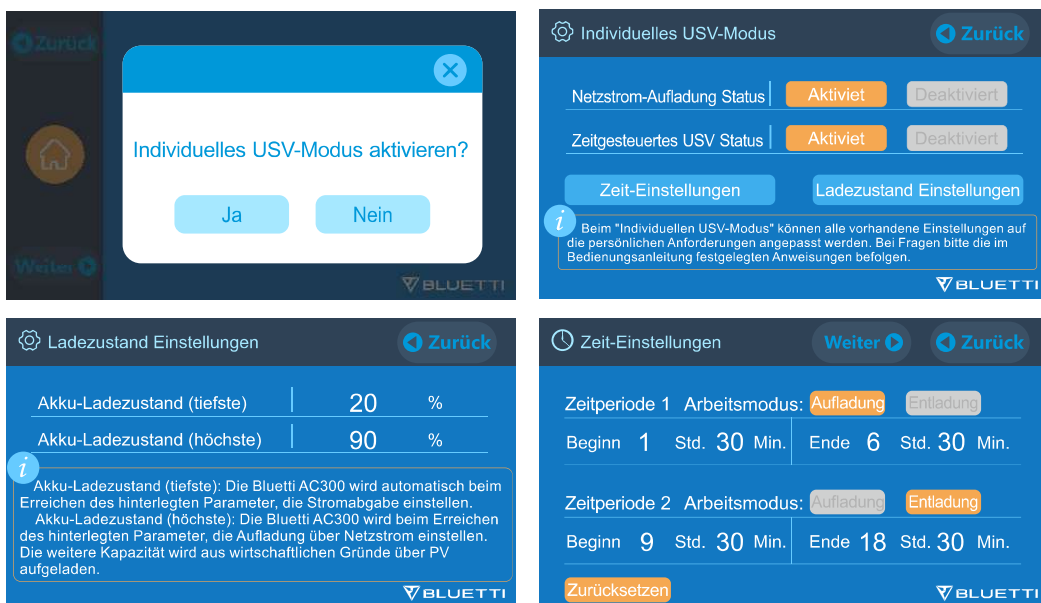 Zurück
Individuelles USV-Modus aktivieren?
Ja Nein
Weiter
BLUETTI
Individuelles USV-Modus Zurück
Netzstrom-Aufladung Status Aktiviet Deaktiviert
Zeitgesteuertes USV Status Aktiviet Deaktiviert
Zeit-Einstellungen Ladezustand Einstellungen
i
Beim "Individuellen USV-Modus" können alle vorhandene Einstellungen auf
die persönlichen Anforderungen angepasst werden. Bei Fragen bitte die im
Bedienungsanleitung festgelegten Anweisungen befolgen.
BLUETTI
Ladezustand Einstellungen Zurück
Akku-Ladezustand (tiefste) 20 %
Akku-Ladezustand (höchste) 90 %
i
Akku-Ladezustand (tiefste): Die Bluetti AC300 wird automatisch beim
Erreichen des hinterlegten Parameter, die Stromabgabe einstellen.
Akku-Ladezustand (höchste): Die Bluetti AC300 wird beim Erreichen
des hinterlegten Parameter, die Aufladung über Netzstrom einstellen.
Die weitere Kapazität wird aus wirtschaftlichen Gründe über PV
aufgeladen.
BLUETTI
Zeit-Einstellungen Weiter Zurück
Zeitperiode 1 Arbeitsmodus: Aufladung Entladung
Beginn 1 Std. 30 Min. Ende 6 Std. 30 Min.
Zeitperiode 2 Arbeitsmodus: Aufladung Entladung
Beginn 9 Std. 30 Min. Ende 18 Std. 30 Min.
Zurücksetzen
BLUETTI